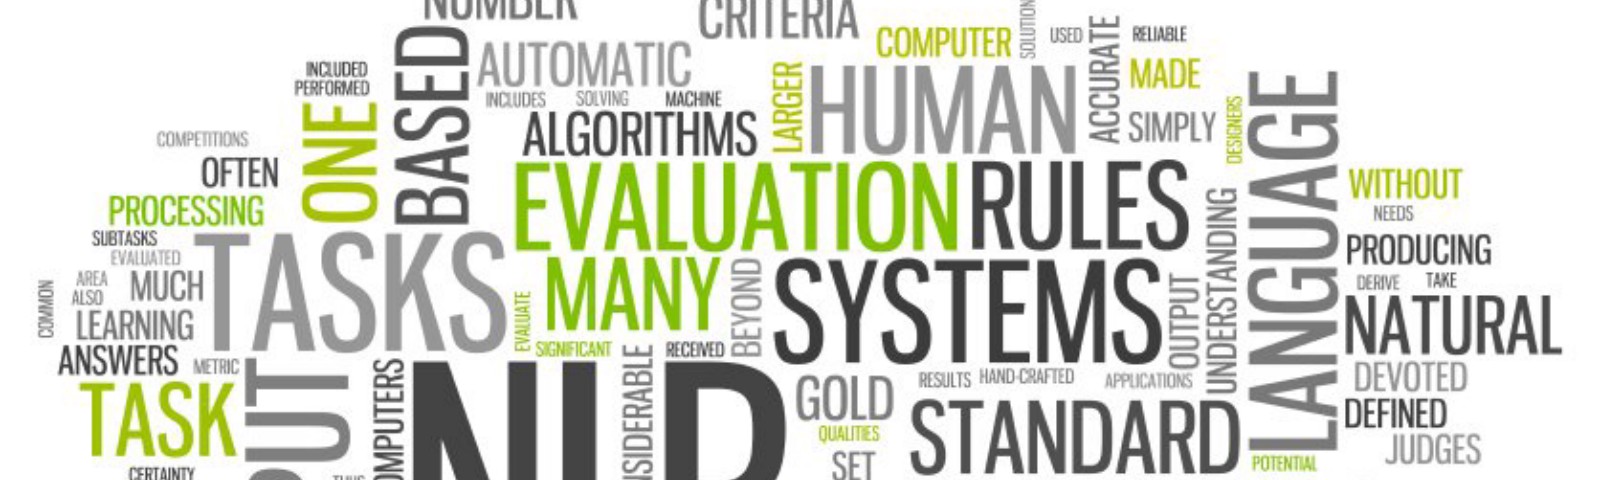 NUMBER
CRITERIA
COMPUTER
SOLUTION
USED
RELIABLE
INCLUDED
PERFORMED
BASED
AUTOMATIC
INCLUDES
SOLVING
MACHINE
LARGER
HUMAN
ACCURATE
MADE
SIMPLY
DESIGNERS
LANGUAGE
COMPETITIONS
OFTEN
ONE
ALGORITHMS
PROCESSING
EVALUATION
RULES
WITHOUT
NEEDS
SUBTASKS
EVALUATED
TASKS
MANY
BEYOND
SYSTEMS
OUTPUT
UNDERSTANDING
PRODUCING
DERIVE
TAKE
COMMON
AREA
ALSO
MUCH
LEARNING
EVALUATE
SIGNIFICANT
RECEIVED
NATURAL
ANSWERS
METRIC
NSIDERABLE
GOLD
RESULTS
HAND-CRAFTED
APPLICATIONS
DEVOTED
TASK
PUT
OMPUTERS
NLP
QUALITIES
STANDARD
DEFINED
JUDGES
CERTAINTY
SET
POTENTIAL